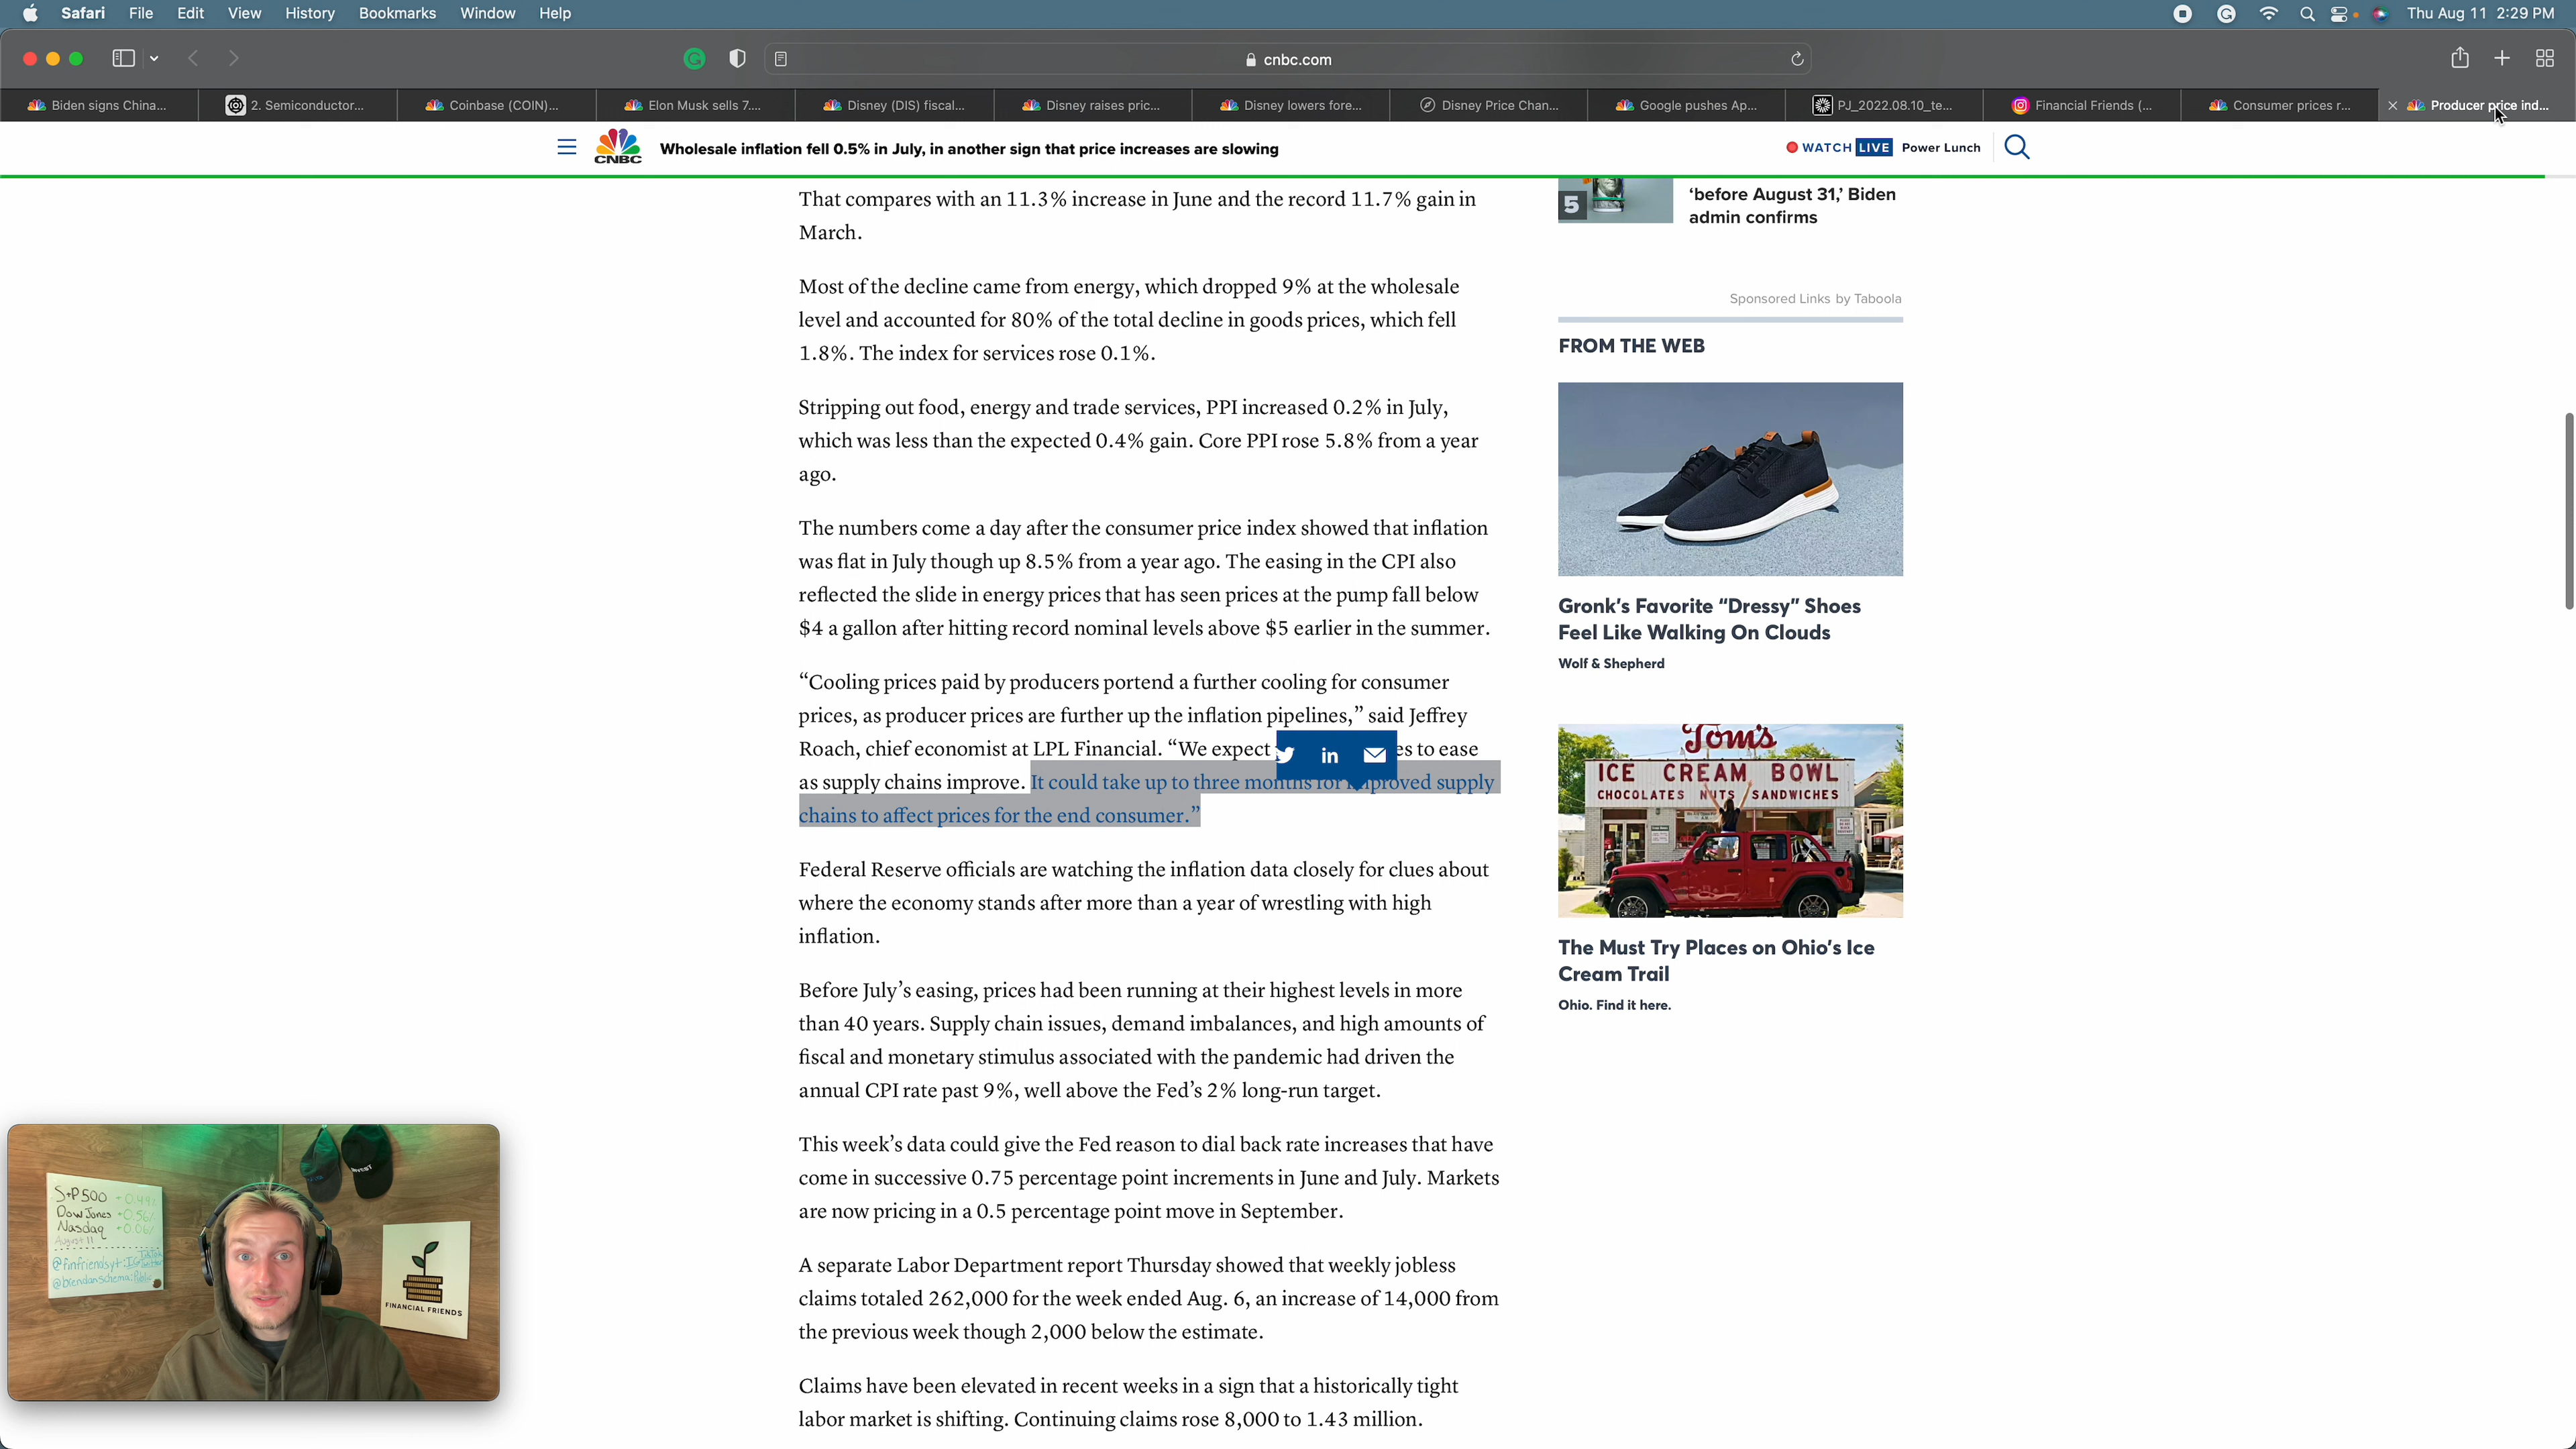 Safari File Edit View History Bookmarks Window Help Thu Aug 11 2:29 PM
cnbc.com
Biden signs China... 2. Semiconductor... Coinbase (COIN)... Elon Musk sells 7.... Disney (DIS) fiscal... Disney raises pric... Disney lowers fore... Disney Price Chan... Google pushes Ap... PJ_2022.08.10_te... Financial Friends (... Consumer prices r... Producer price ind...
CNBC Wholesale inflation fell 0.5% in July, in another sign that price increases are slowing WATCH LIVE Power Lunch
That compares with an 11.3% increase in June and the record 11.7% gain in
March.
Most of the decline came from energy, which dropped 9% at the wholesale
level and accounted for 80% of the total decline in goods prices, which fell
1.8%. The index for services rose 0.1%.
Stripping out food, energy and trade services, PPI increased 0.2% in July,
which was less than the expected 0.4% gain. Core PPI rose 5.8% from a year
ago.
The numbers come a day after the consumer price index showed that inflation
was flat in July though up 8.5% from a year ago. The easing in the CPI also
reflected the slide in energy prices that has seen prices at the pump fall below
$4 a gallon after hitting record nominal levels above $5 earlier in the summer.
“Cooling prices paid by producers portend a further cooling for consumer
prices, as producer prices are further up the inflation pipelines,” said Jeffrey
Roach, chief economist at LPL Financial. “We expect es to ease
in
as supply chains improve. It could take up to three months for improved supply
chains to affect prices for the end consumer.”
Federal Reserve officials are watching the inflation data closely for clues about
where the economy stands after more than a year of wrestling with high
inflation.
Before July’s easing, prices had been running at their highest levels in more
than 40 years. Supply chain issues, demand imbalances, and high amounts of
fiscal and monetary stimulus associated with the pandemic had driven the
annual CPI rate past 9%, well above the Fed’s 2% long-run target.
This week’s data could give the Fed reason to dial back rate increases that have
come in successive 0.75 percentage point increments in June and July. Markets
are now pricing in a 0.5 percentage point move in September.
A separate Labor Department report Thursday showed that weekly jobless
claims totaled 262,000 for the week ended Aug. 6, an increase of 14,000 from
the previous week though 2,000 below the estimate.
Claims have been elevated in recent weeks in a sign that a historically tight
labor market is shifting. Continuing claims rose 8,000 to 1.43 million.
5
‘before August 31,’ Biden
admin confirms
Sponsored Links by Taboola
FROM THE WEB
Gronk’s Favorite “Dressy” Shoes
Feel Like Walking On Clouds
Wolf & Shepherd
Tom's
ICE CREAM BOWL
CHOCOLATES NUTS SANDWICHES
The Must Try Places on Ohio’s Ice
Cream Trail
Ohio. Find it here.
S+P500
Dow Jones
Nasdaq
August 11
@finfriendsyt
@brendanschema
INVEST
FINANCIAL FRIENDS